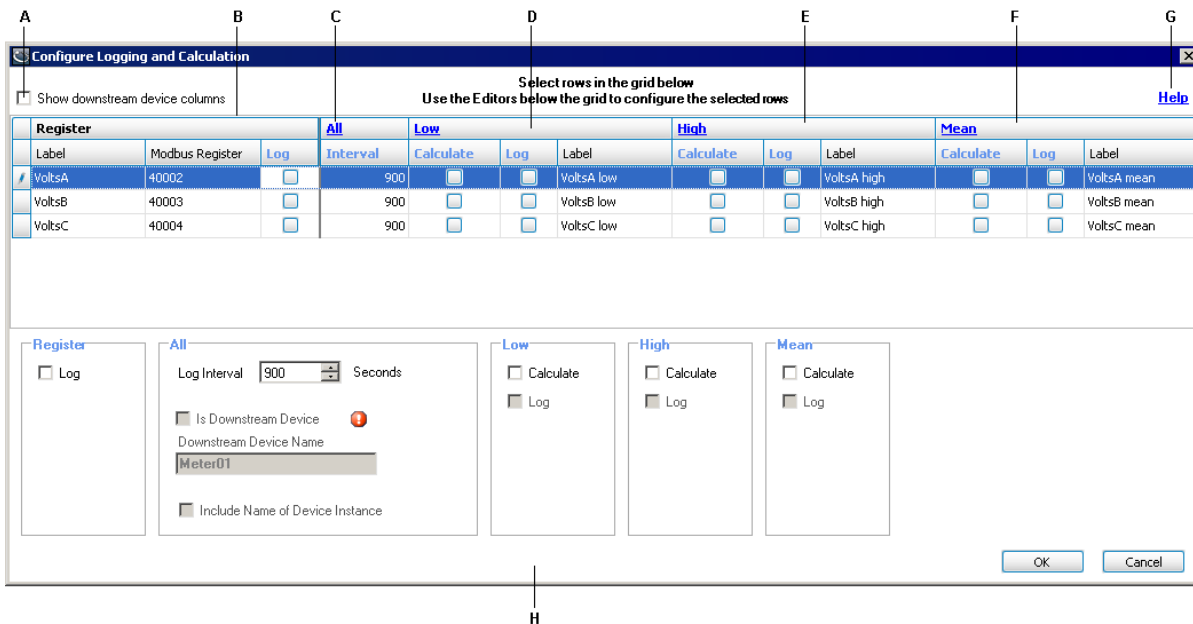 A B C D E F G
Configure Logging and Calculation
Select rows in the grid below
Show downstream device columns
Use the Editors below the grid to configure the selected rows
Help
Register All Low High Mean
Label Modbus Register Log Interval Calculate Log Label Calculate Log Label Calculate Log Label
VoltsA 40002 900 VoltsA low VoltsA high VoltsA mean
VoltsB 40003 900 VoltsB low VoltsB high VoltsB mean
VoltsC 40004 900 VoltsC low VoltsC high VoltsC mean
Register All Low High Mean
Log Log Interval 900 Seconds Calculate Calculate Calculate
Log Log Log
Is Downstream Device
Downstream Device Name
Meter01
Include Name of Device Instance
OK Cancel
H